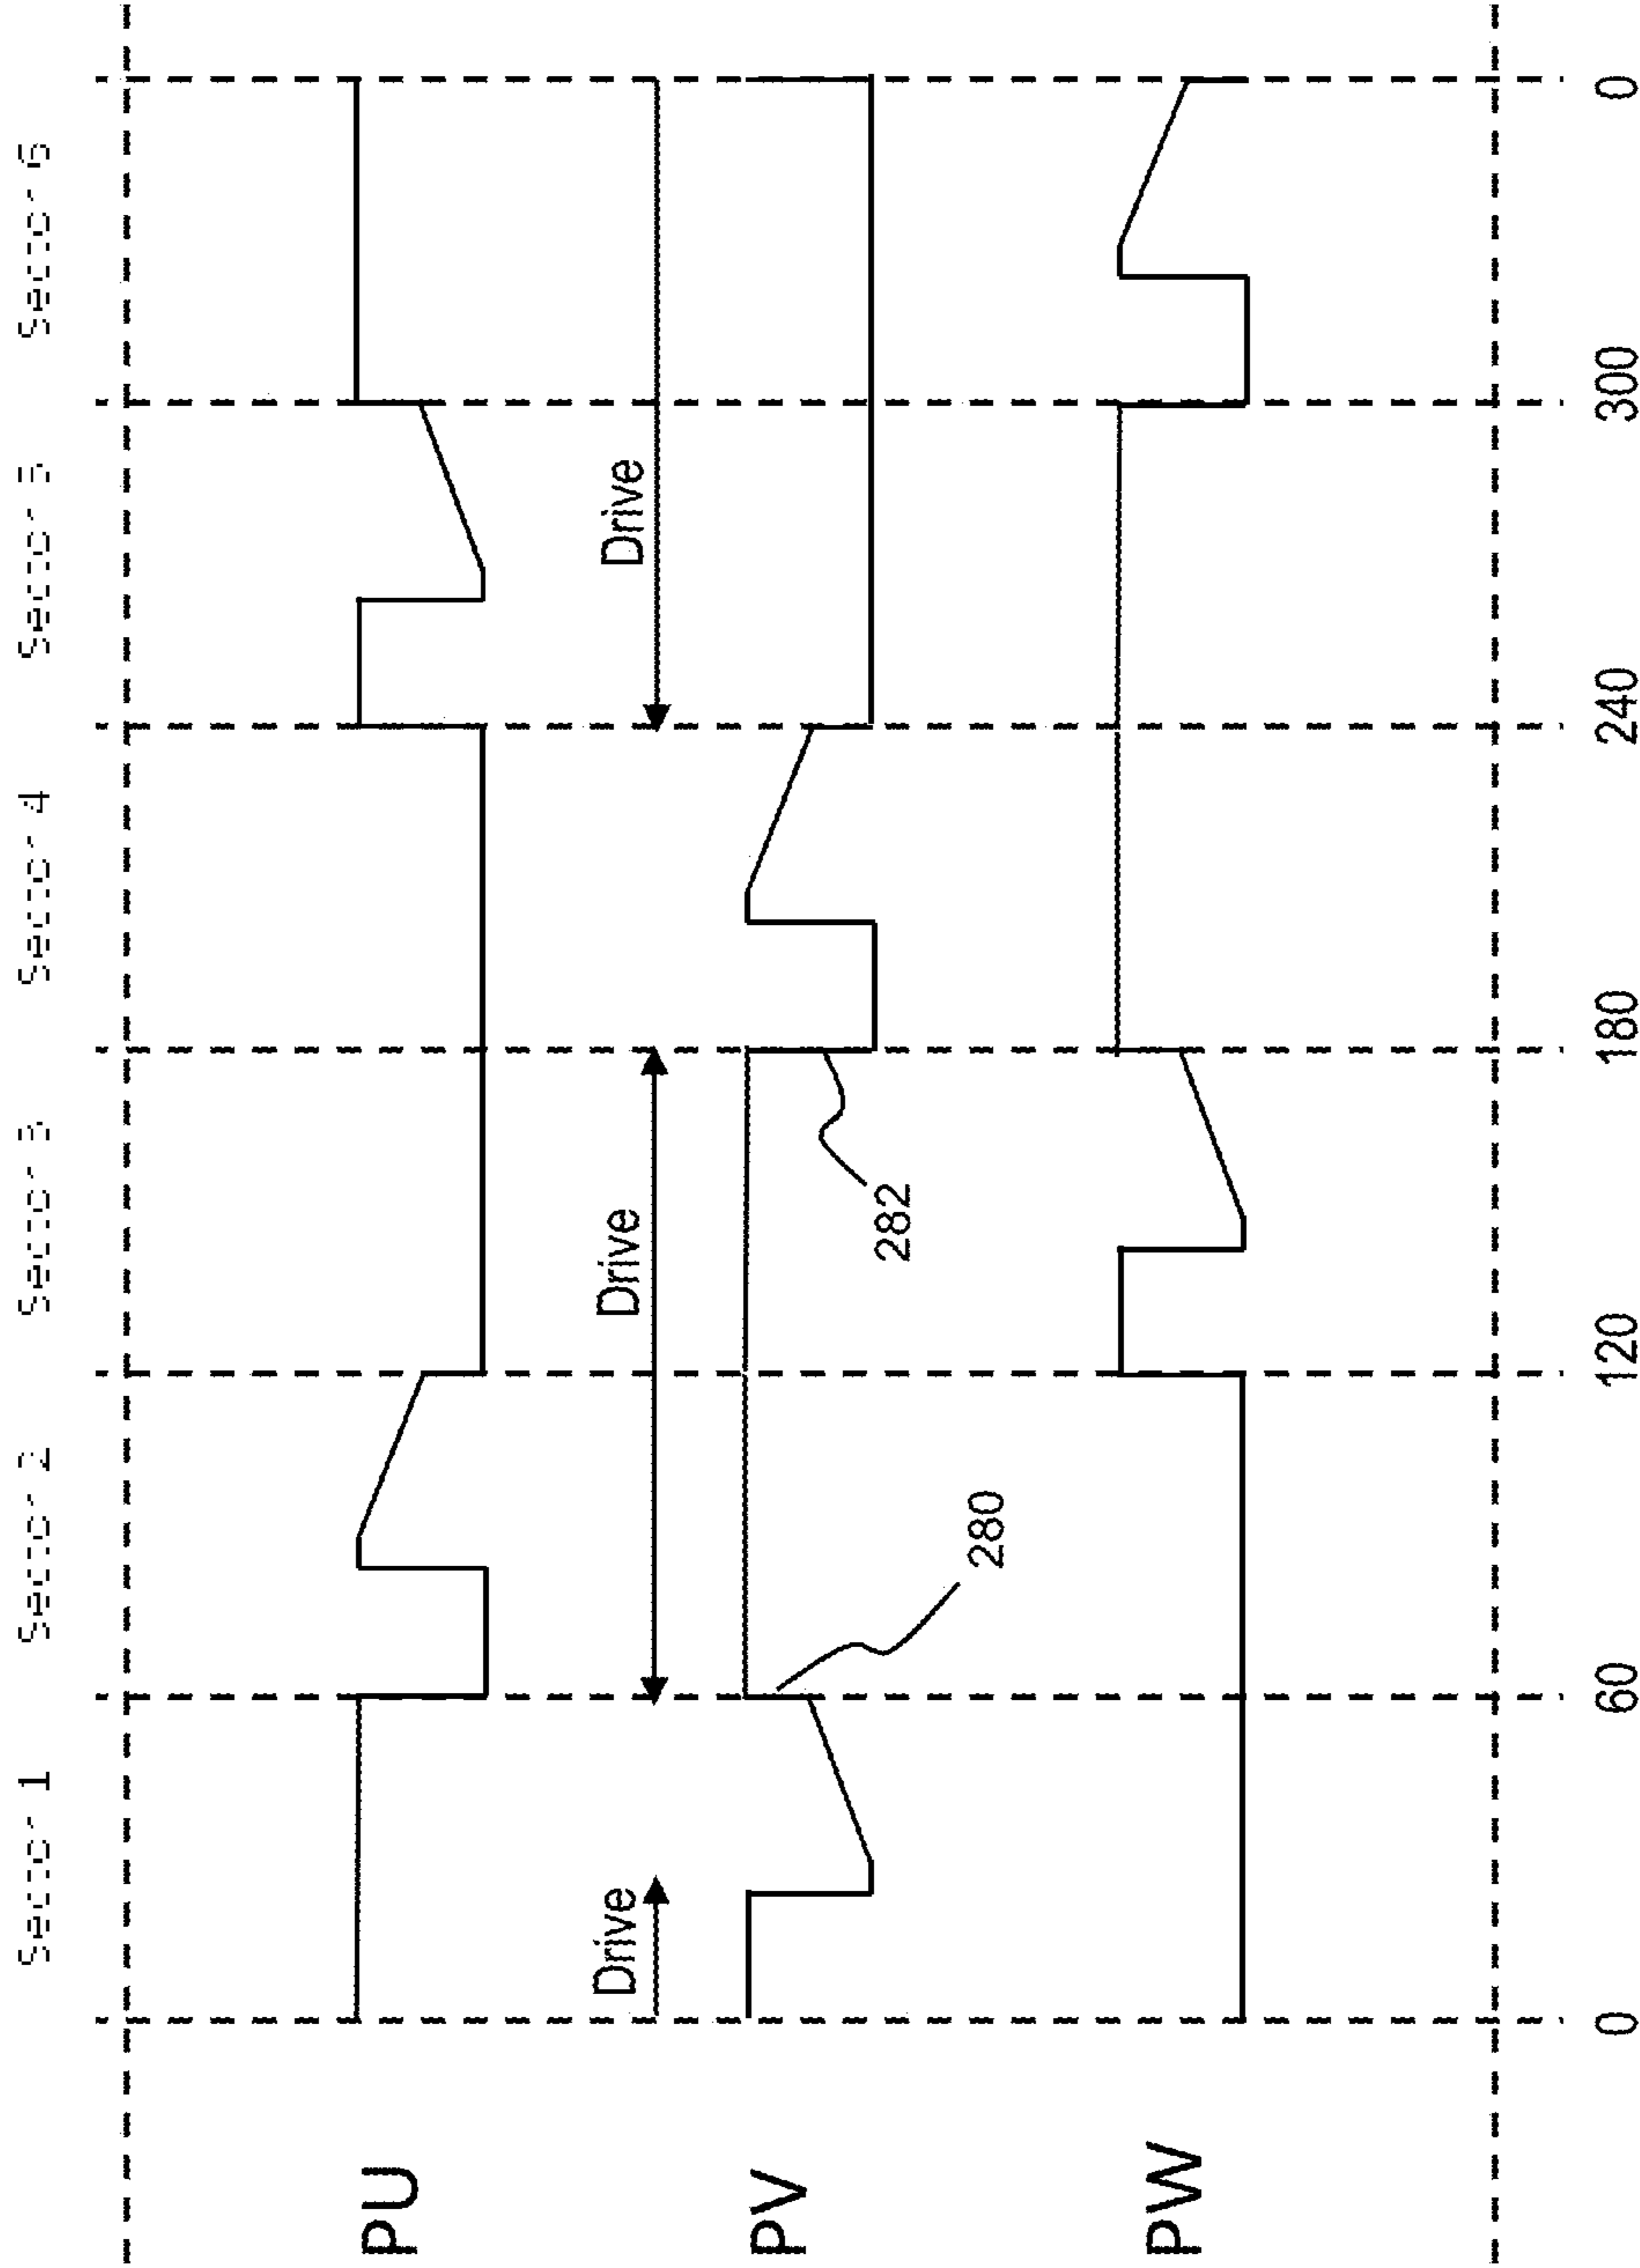 Sector 1 Sector 2 Sector 3 Sector 4 Sector 5 Sector 6
PU
Drive Drive Drive
PV
282
280
PW
0 60 120 180 240 300 0